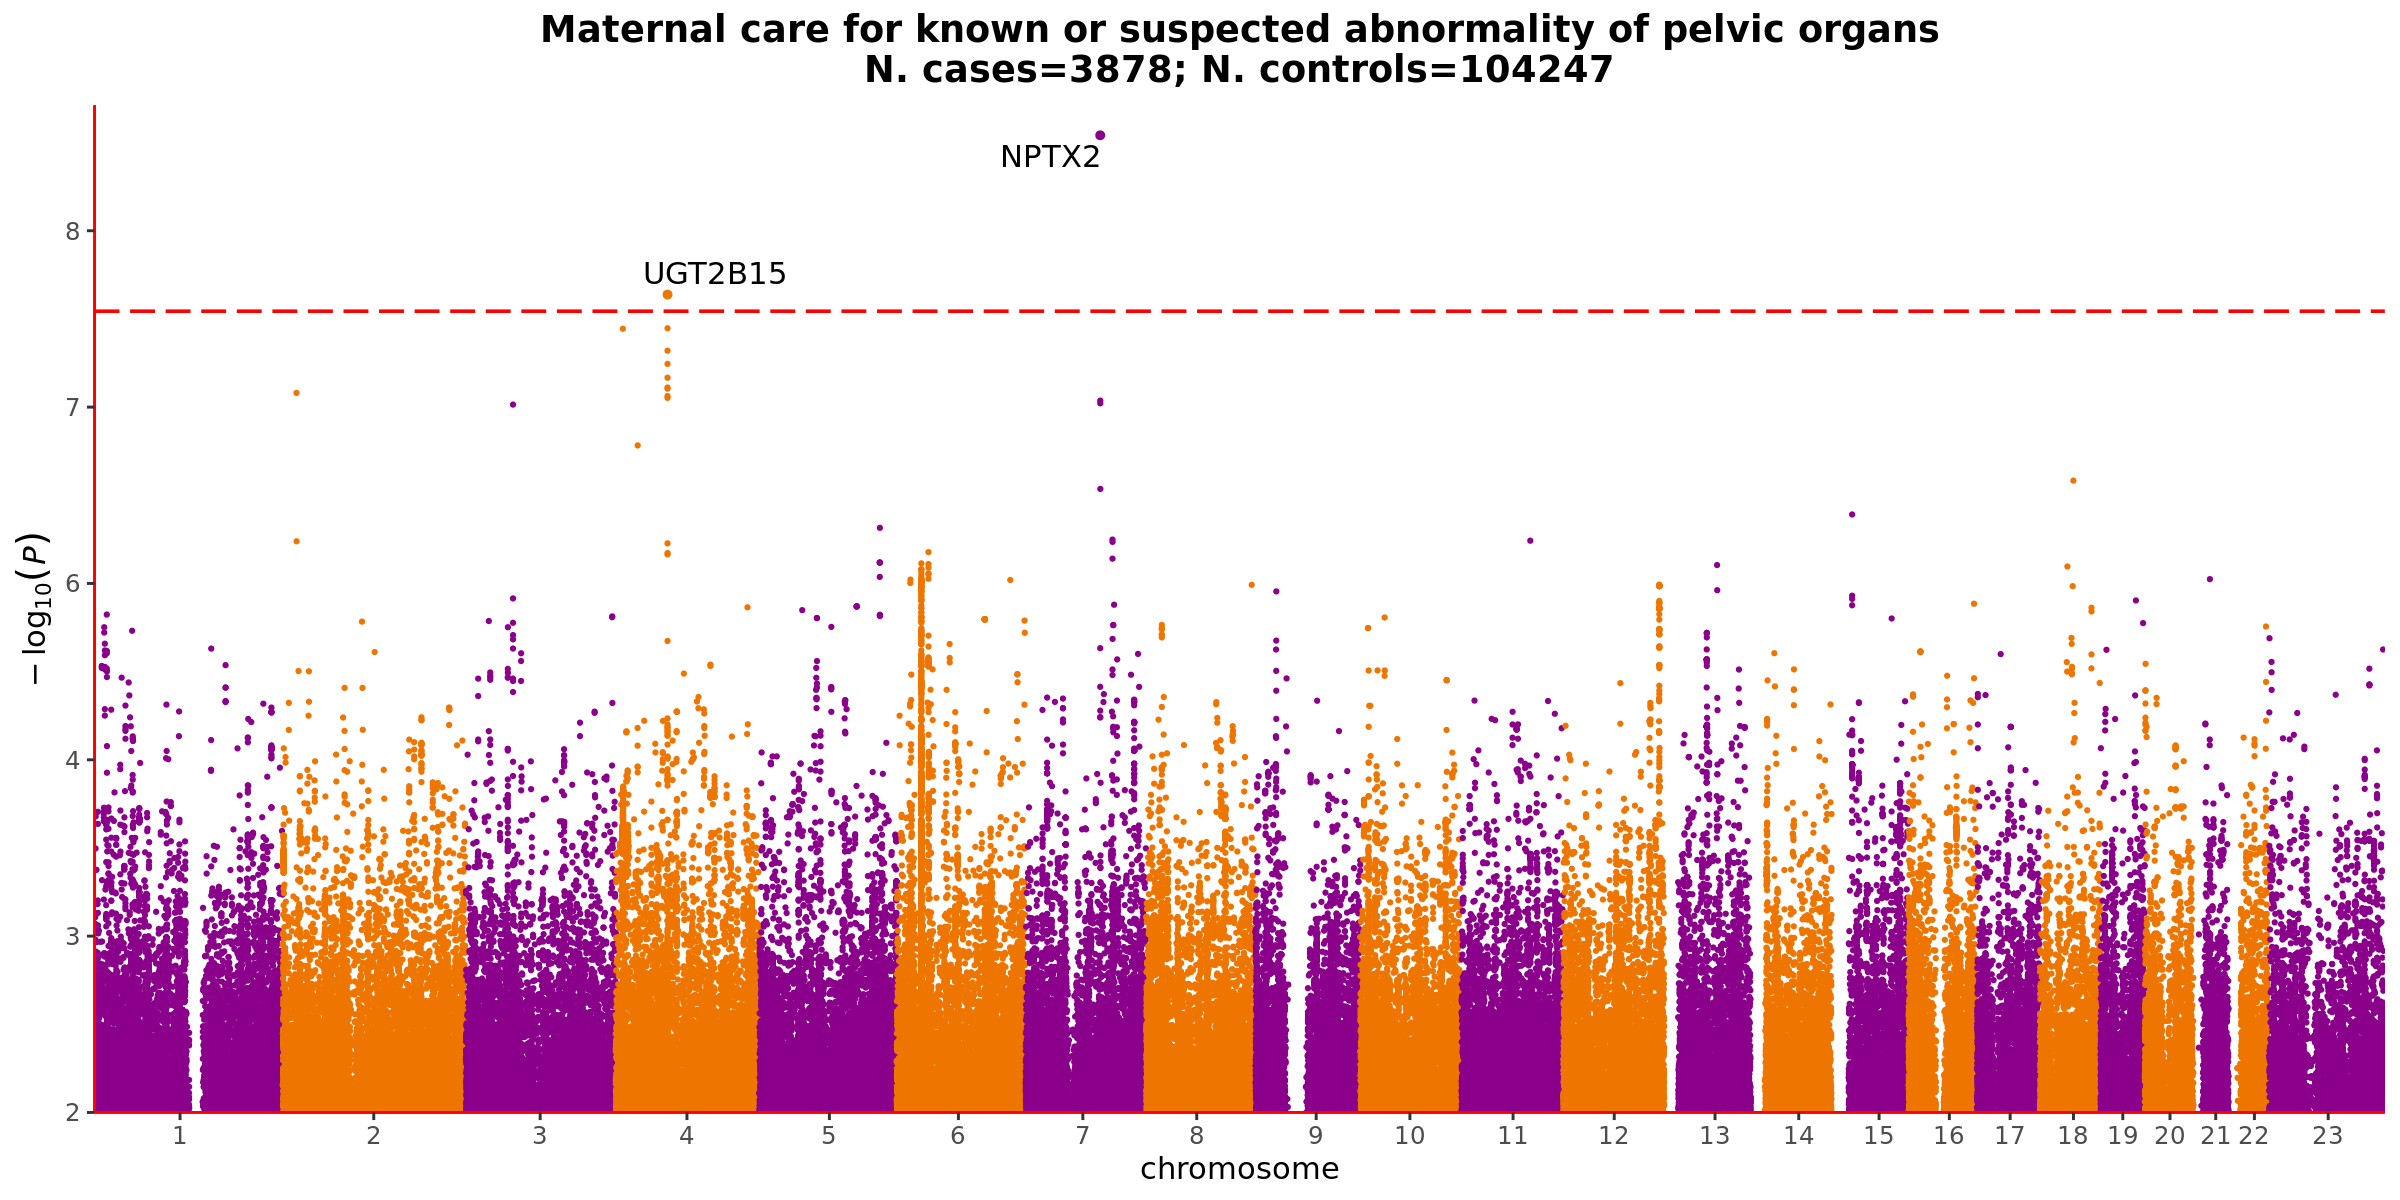 Maternal care for known or suspected abnormality of pelvic organs
N. cases=3878; N. controls=104247
NPTX2
8
UGT2B15
7
6
− log₁₀(P)
4
3
2
1 2 3 4 5 6 7 8 9 10 11 12 13 14 15 16 17 18 19 20 21 22 23
chromosome